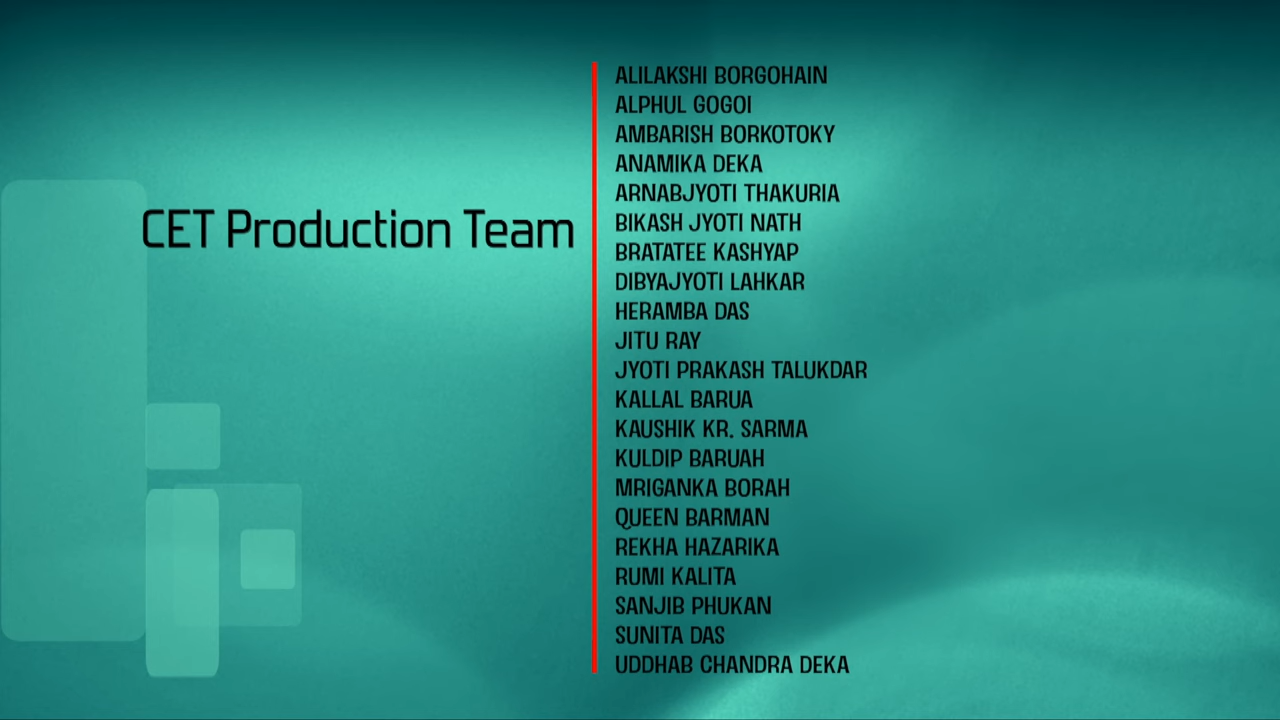 CET Production Team
ALILAKSHI BORGOHAIN
ALPHUL GOGOI
AMBARISH BORKOTOKY
ANAMIKA DEKA
ARNABJYOTI THAKURIA
BIKASH JYOTI NATH
BRATATEE KASHYAP
DIBYAJYOTI LAHKAR
HERAMBA DAS
JITU RAY
JYOTI PRAKASH TALUKDAR
KALLAL BARUA
KAUSHIK KR. SARMA
KULDIP BARUAH
MRIGANKA BORAH
QUEEN BARMAN
REKHA HAZARIKA
RUMI KALITA
SANJIB PHUKAN
SUNITA DAS
UDDHAB CHANDRA DEKA